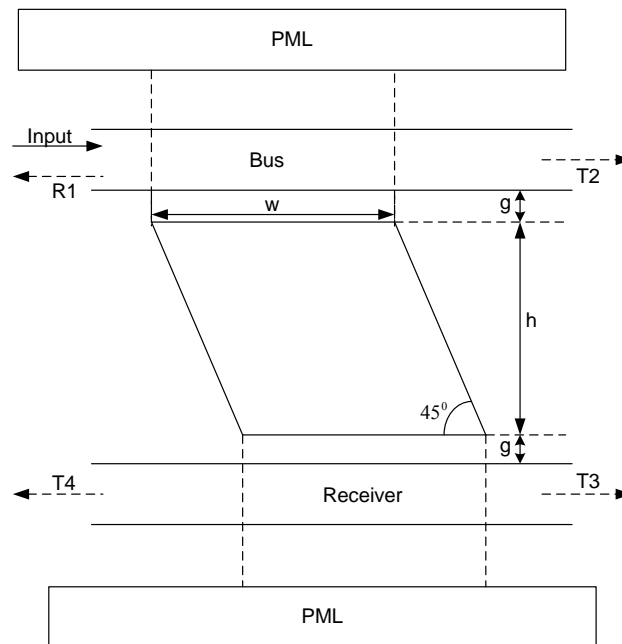 PML
Input
Bus
R1
T2
w
g
h
45⁰
g
T4
Receiver
T3
PML